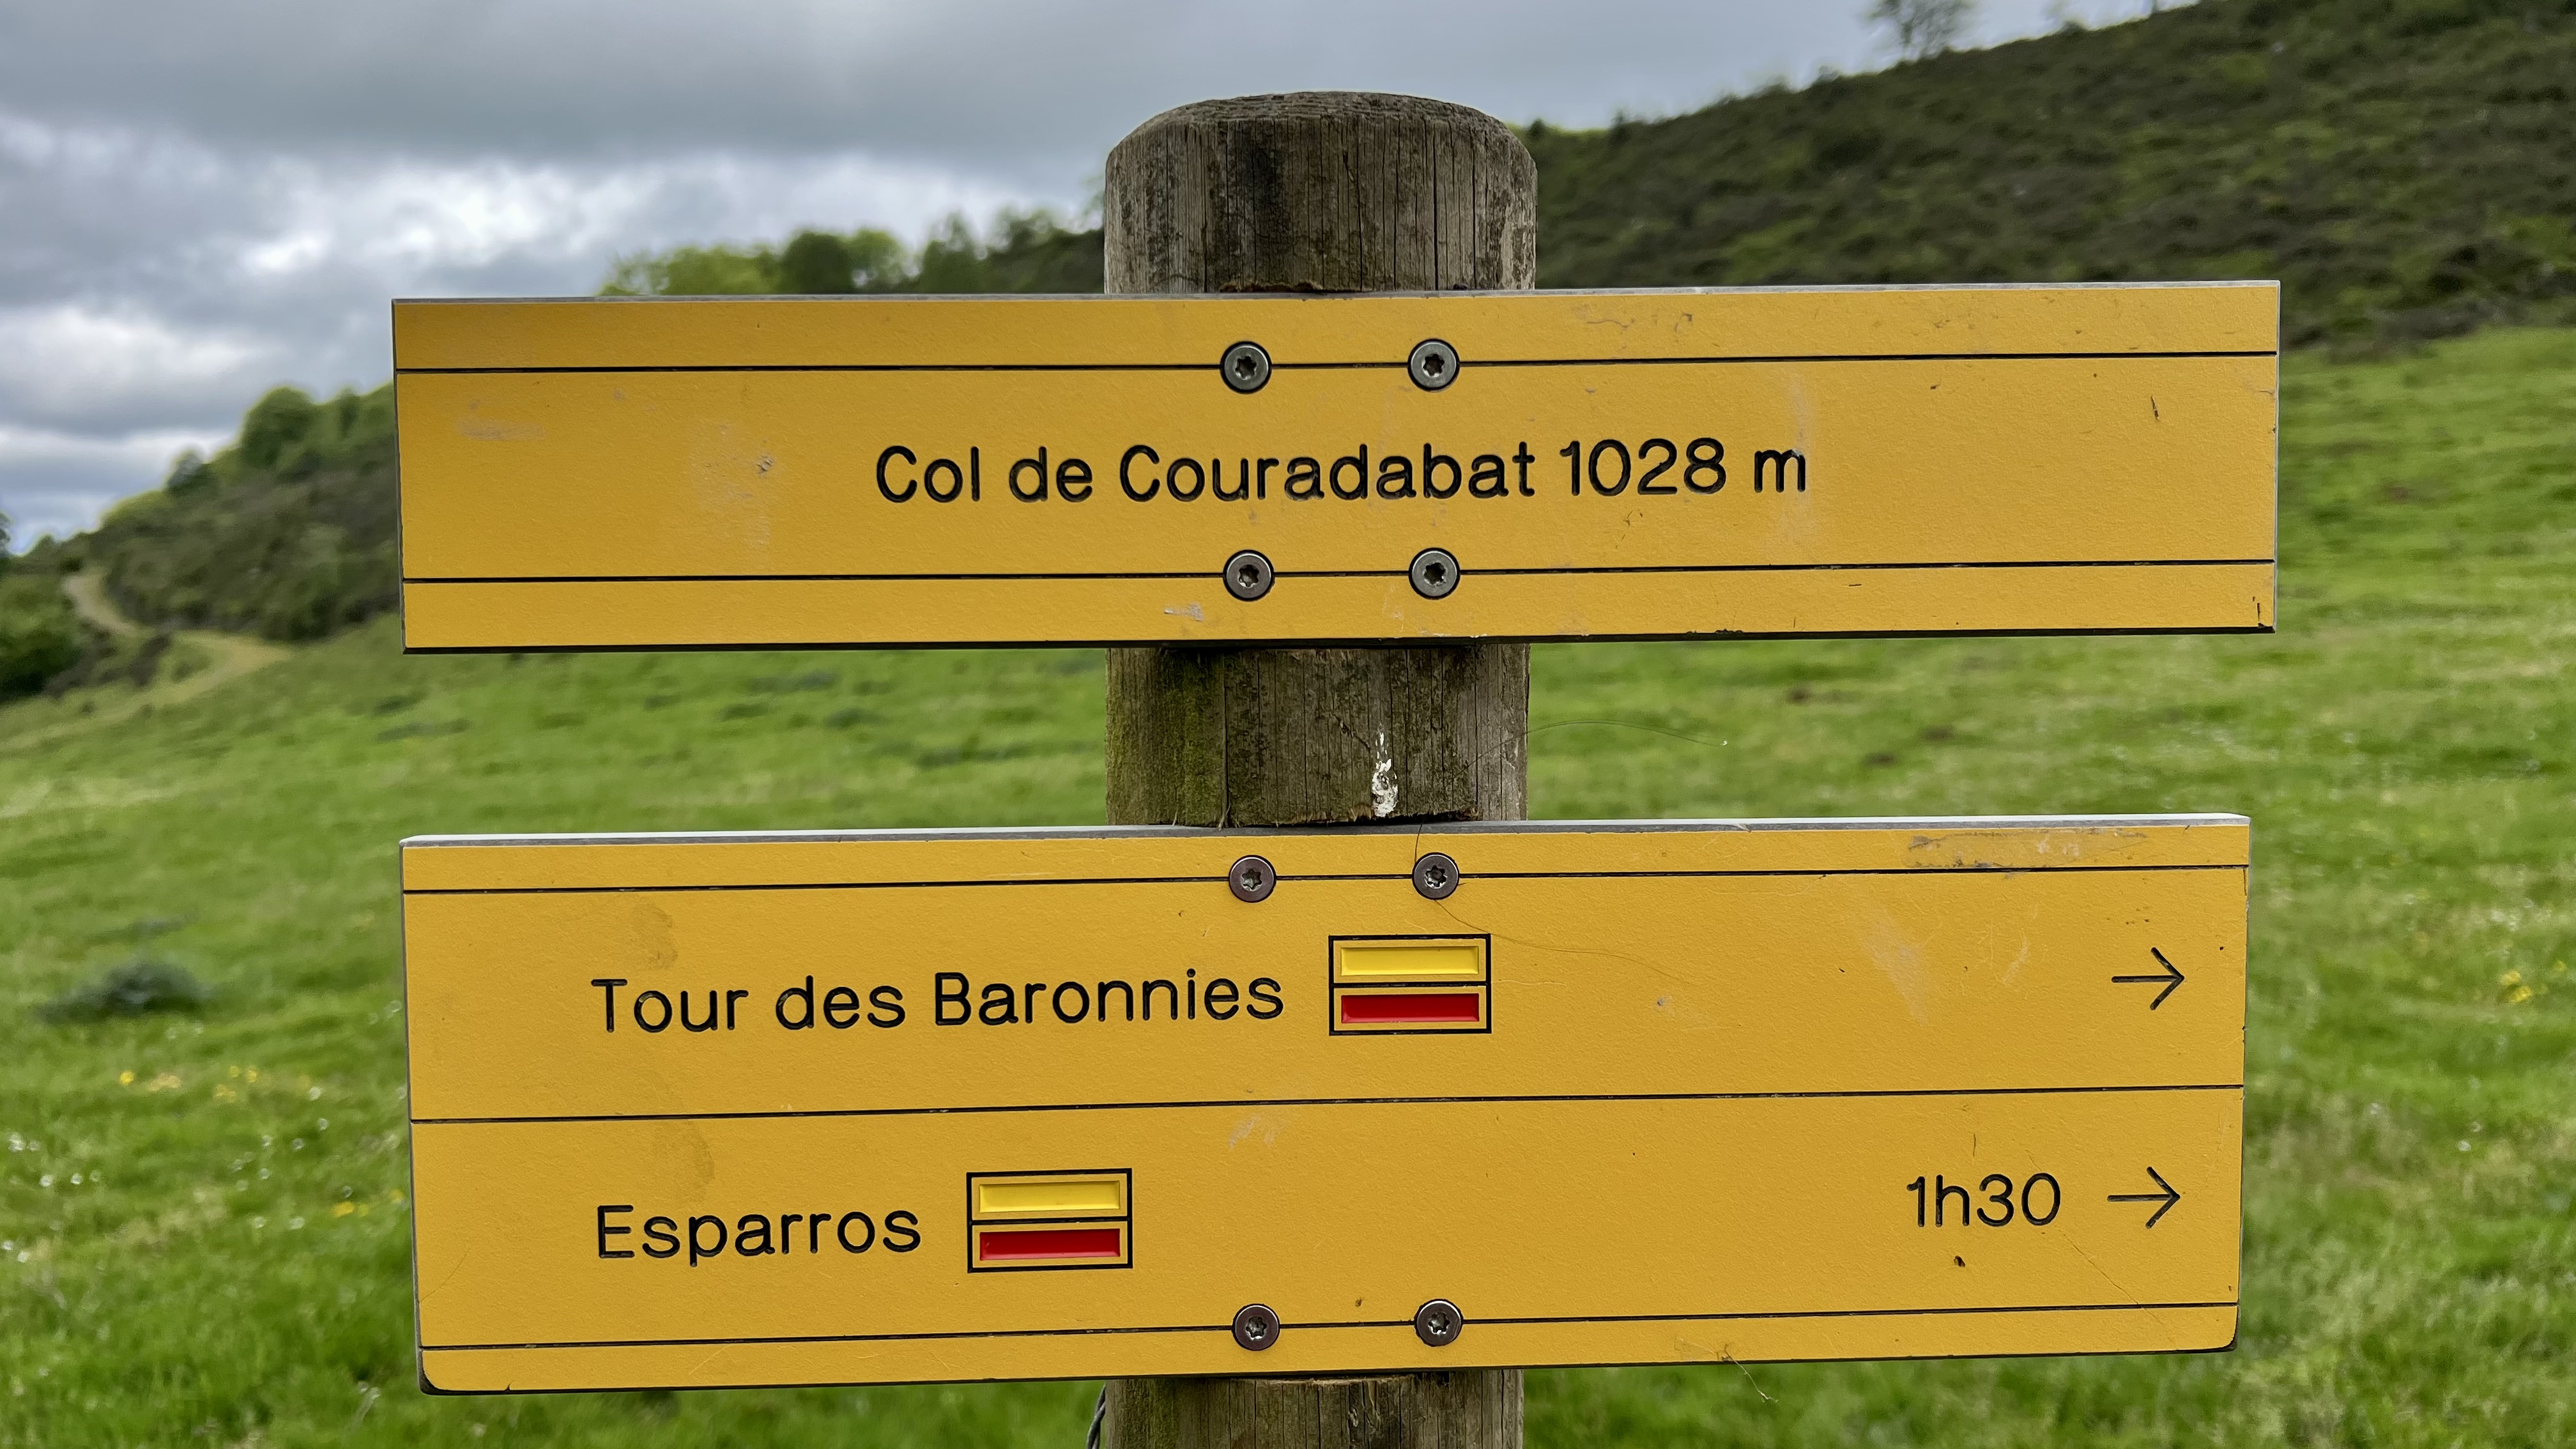 Col de Couradabat 1028 m
Tour des Baronnies →
Esparros 1h30 →